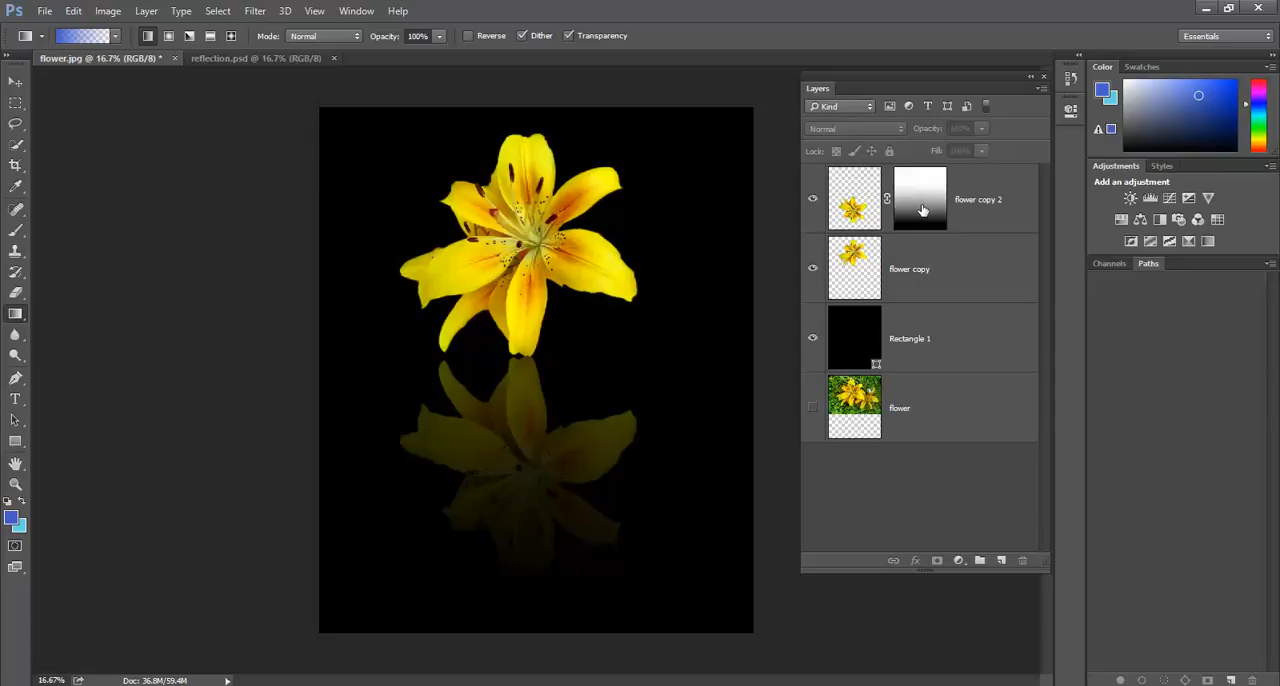 Ps File Edit Image Layer Type Select Filter 3D View Window Help
Mode: Normal Opacity: 100% Reverse Dither Transparency Essentials
flower.jpg @ 16.7% (RGB/8) * × reflection.psd @ 16.7% (RGB/8) ×
Layers
Kind
Normal Opacity: 100%
Lock: Fill: 100%
flower copy 2
flower copy
Rectangle 1
flower
Color Swatches
Adjustments Styles
Add an adjustment
Channels Paths
16.67% Doc: 36.8M/59.4M